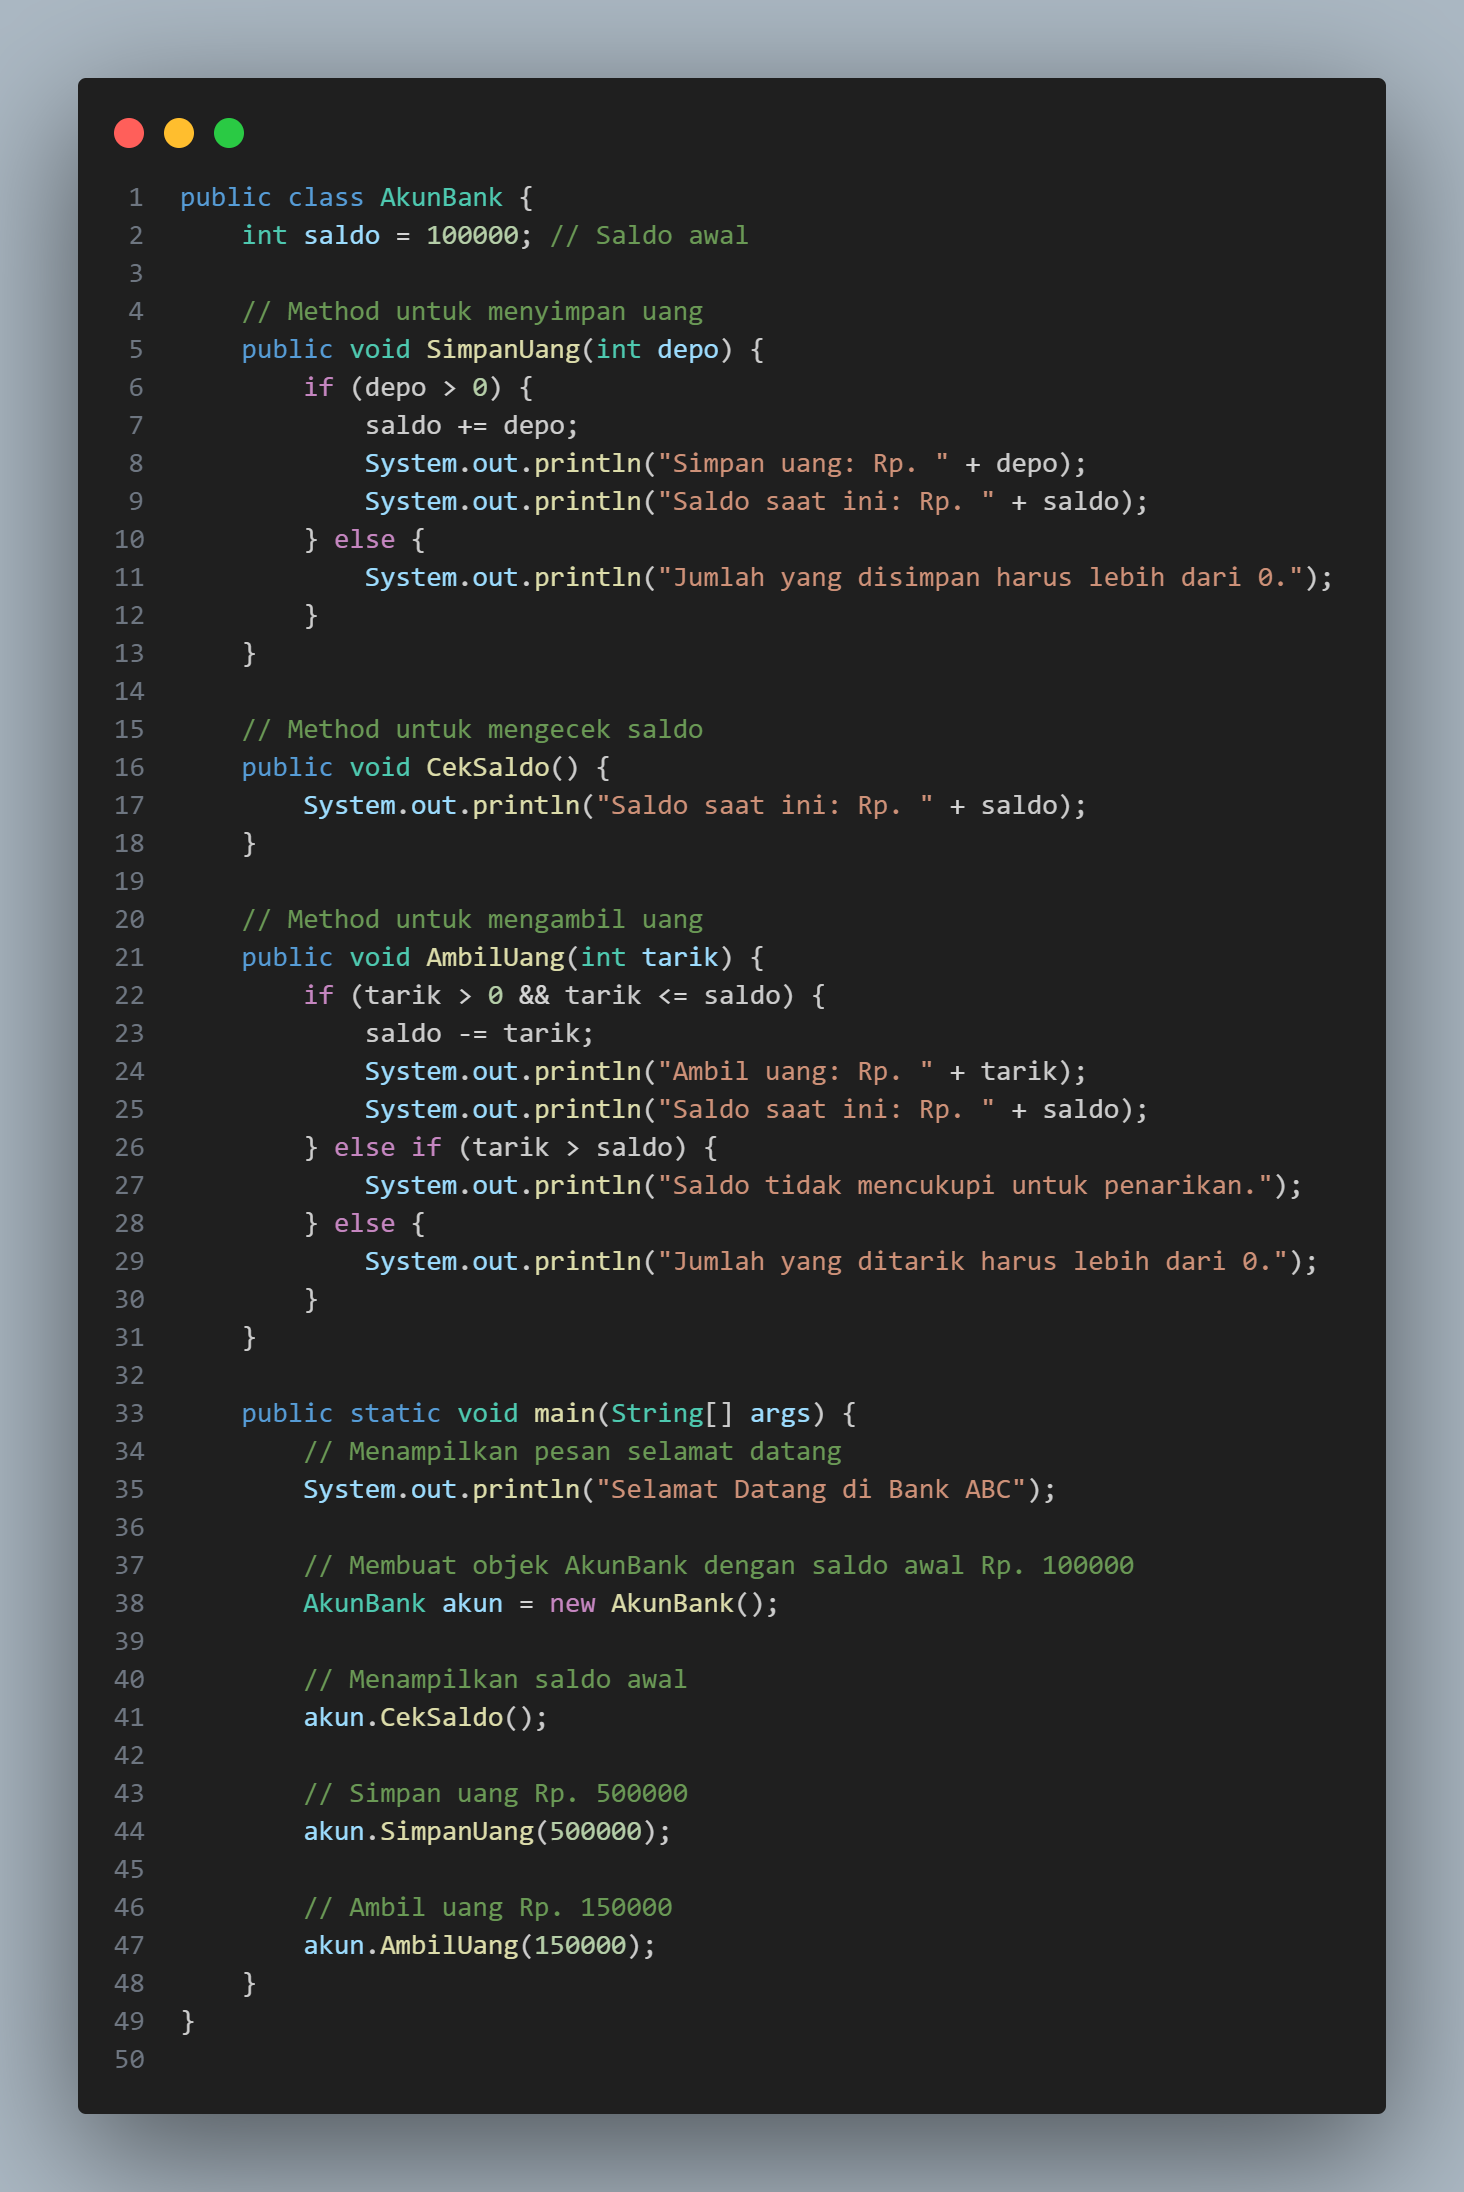 1 public class AkunBank {
2     int saldo = 100000; // Saldo awal
3
4     // Method untuk menyimpan uang
5     public void SimpanUang(int depo) {
6         if (depo > 0) {
7             saldo += depo;
8             System.out.println("Simpan uang: Rp. " + depo);
9             System.out.println("Saldo saat ini: Rp. " + saldo);
10         } else {
11             System.out.println("Jumlah yang disimpan harus lebih dari 0.");
12         }
13     }
14
15     // Method untuk mengecek saldo
16     public void CekSaldo() {
17         System.out.println("Saldo saat ini: Rp. " + saldo);
18     }
19
20     // Method untuk mengambil uang
21     public void AmbilUang(int tarik) {
22         if (tarik > 0 && tarik <= saldo) {
23             saldo -= tarik;
24             System.out.println("Ambil uang: Rp. " + tarik);
25             System.out.println("Saldo saat ini: Rp. " + saldo);
26         } else if (tarik > saldo) {
27             System.out.println("Saldo tidak mencukupi untuk penarikan.");
28         } else {
29             System.out.println("Jumlah yang ditarik harus lebih dari 0.");
30         }
31     }
32
33     public static void main(String[] args) {
34         // Menampilkan pesan selamat datang
35         System.out.println("Selamat Datang di Bank ABC");
36
37         // Membuat objek AkunBank dengan saldo awal Rp. 100000
38         AkunBank akun = new AkunBank();
39
40         // Menampilkan saldo awal
41         akun.CekSaldo();
42
43         // Simpan uang Rp. 500000
44         akun.SimpanUang(500000);
45
46         // Ambil uang Rp. 150000
47         akun.AmbilUang(150000);
48     }
49 }
50